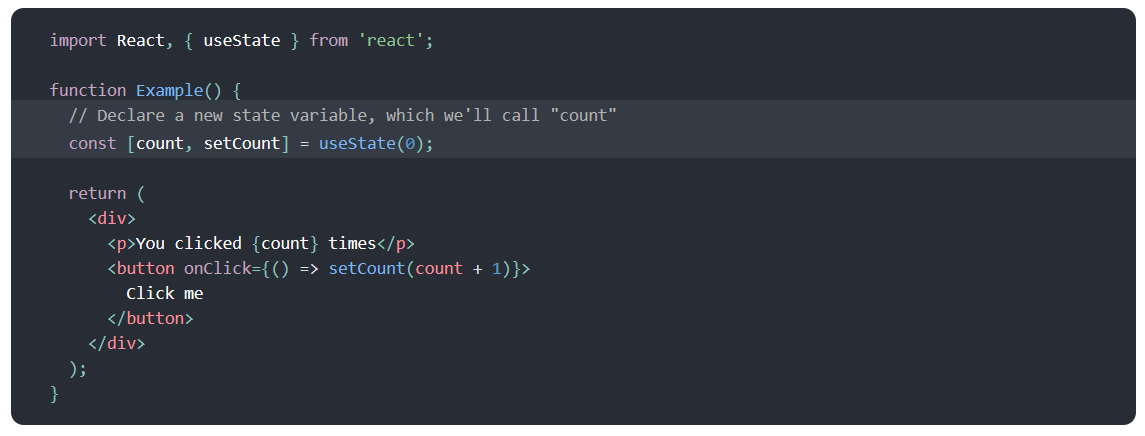 import React, { useState } from 'react';
function Example() {
// Declare a new state variable, which we'll call "count"
const [count, setCount] = useState(0);
return (
<div>
<p>You clicked {count} times</p>
<button onClick={() => setCount(count + 1)}>
Click me
</button>
</div>
);
}